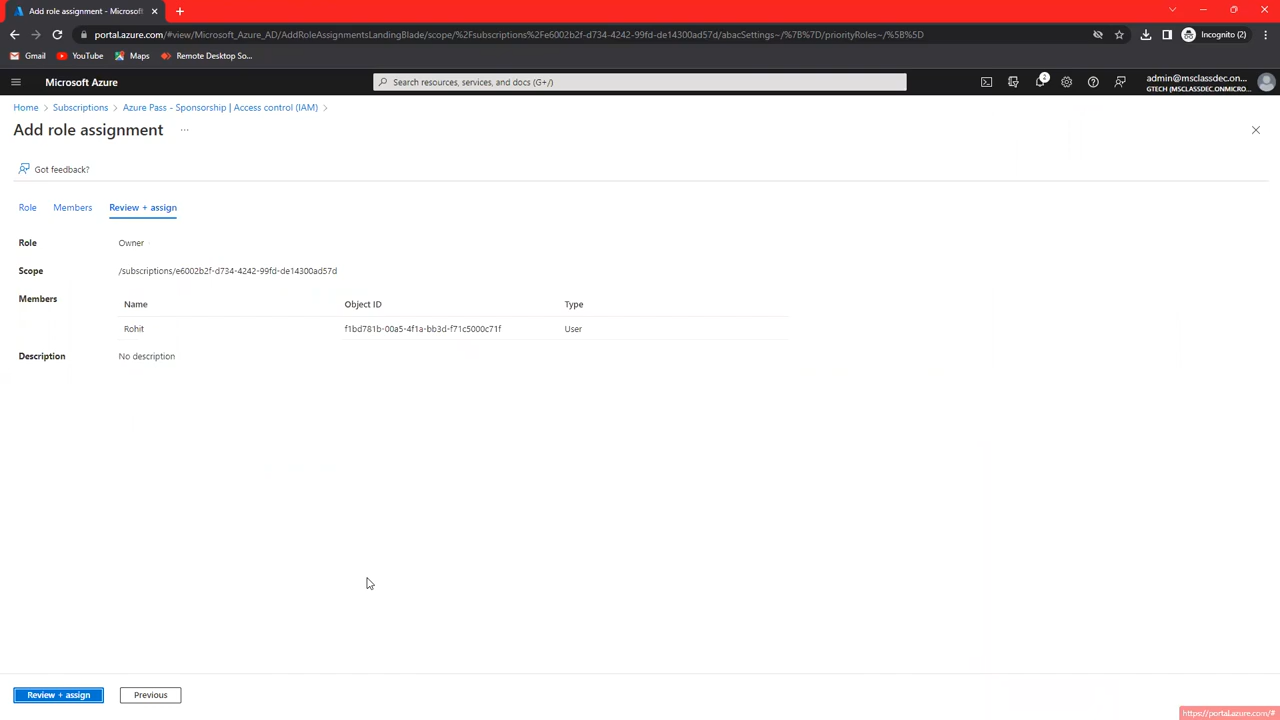 Add role assignment - Microsoft
portal.azure.com/#view/Microsoft_Azure_AD/AddRoleAssignmentsLandingBlade/scope/%2Fsubscriptions%2Fe6002b2f-d734-4242-99fd-de14300ad57d/abacSettings~/%7B%7D/priorityRoles~/%5B%5D
Incognito (2)
Gmail YouTube Maps Remote Desktop So...
Microsoft Azure
Search resources, services, and docs (G+/)
2
admin@msclassdec.on...
GTECH (MSCLASSDEC.ONMICRO...
Home > Subscriptions > Azure Pass - Sponsorship | Access control (IAM) >
Add role assignment ...
Got feedback?
Role Members Review + assign
Role Owner
Scope /subscriptions/e6002b2f-d734-4242-99fd-de14300ad57d
Members Name Object ID Type
Rohit f1bd781b-00a5-4f1a-bb3d-f71c5000c71f User
Description No description
Review + assign Previous
https://portal.azure.com/#